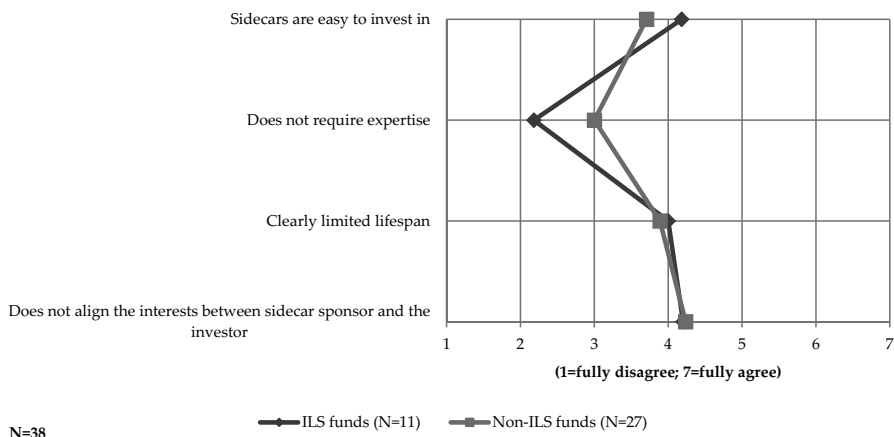 Sidecars are easy to invest in
Does not require expertise
Clearly limited lifespan
Does not align the interests between sidecar sponsor and the
investor
1 2 3 4 5 6 7
(1=fully disagree; 7=fully agree)
ILS funds (N=11) Non-ILS funds (N=27)
N=38